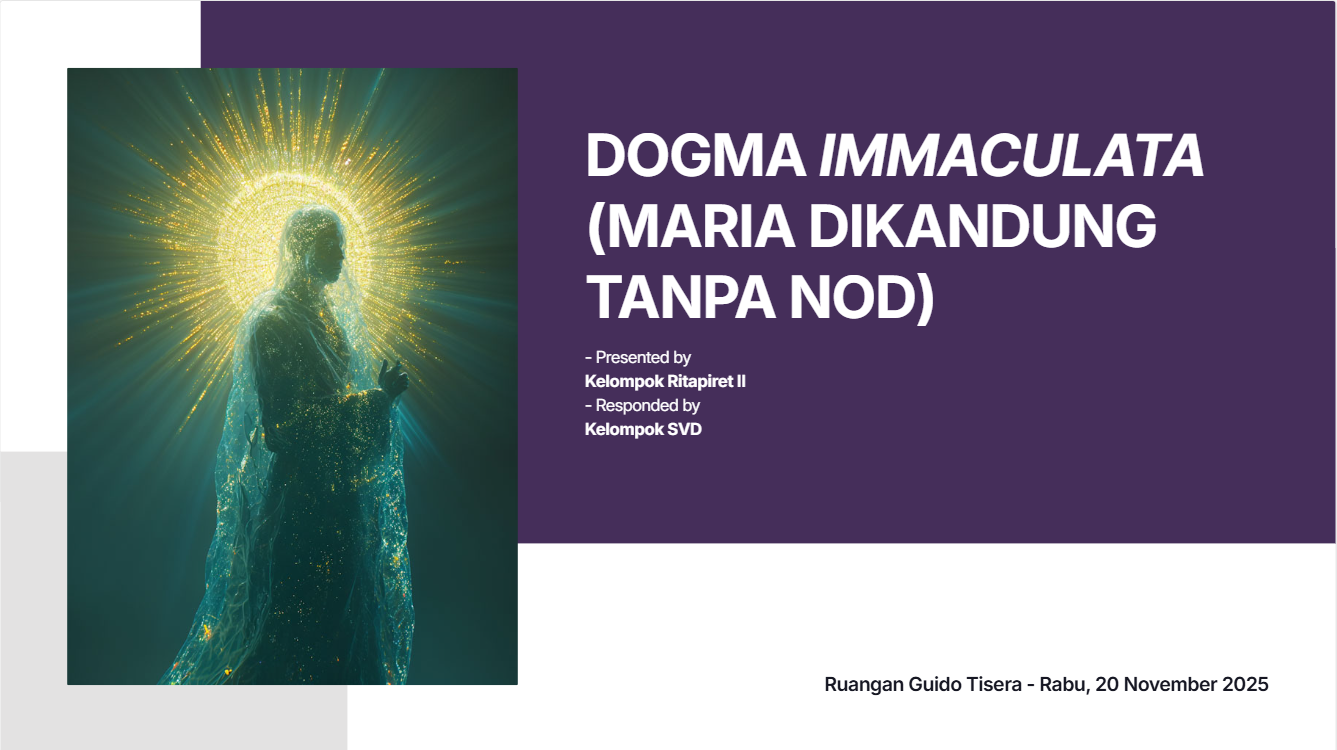 DOGMA IMMACULATA
(MARIA DIKANDUNG
TANPA NOD)
- Presented by
Kelompok Ritapiret II
- Responded by
Kelompok SVD
Ruangan Guido Tisera - Rabu, 20 November 2025